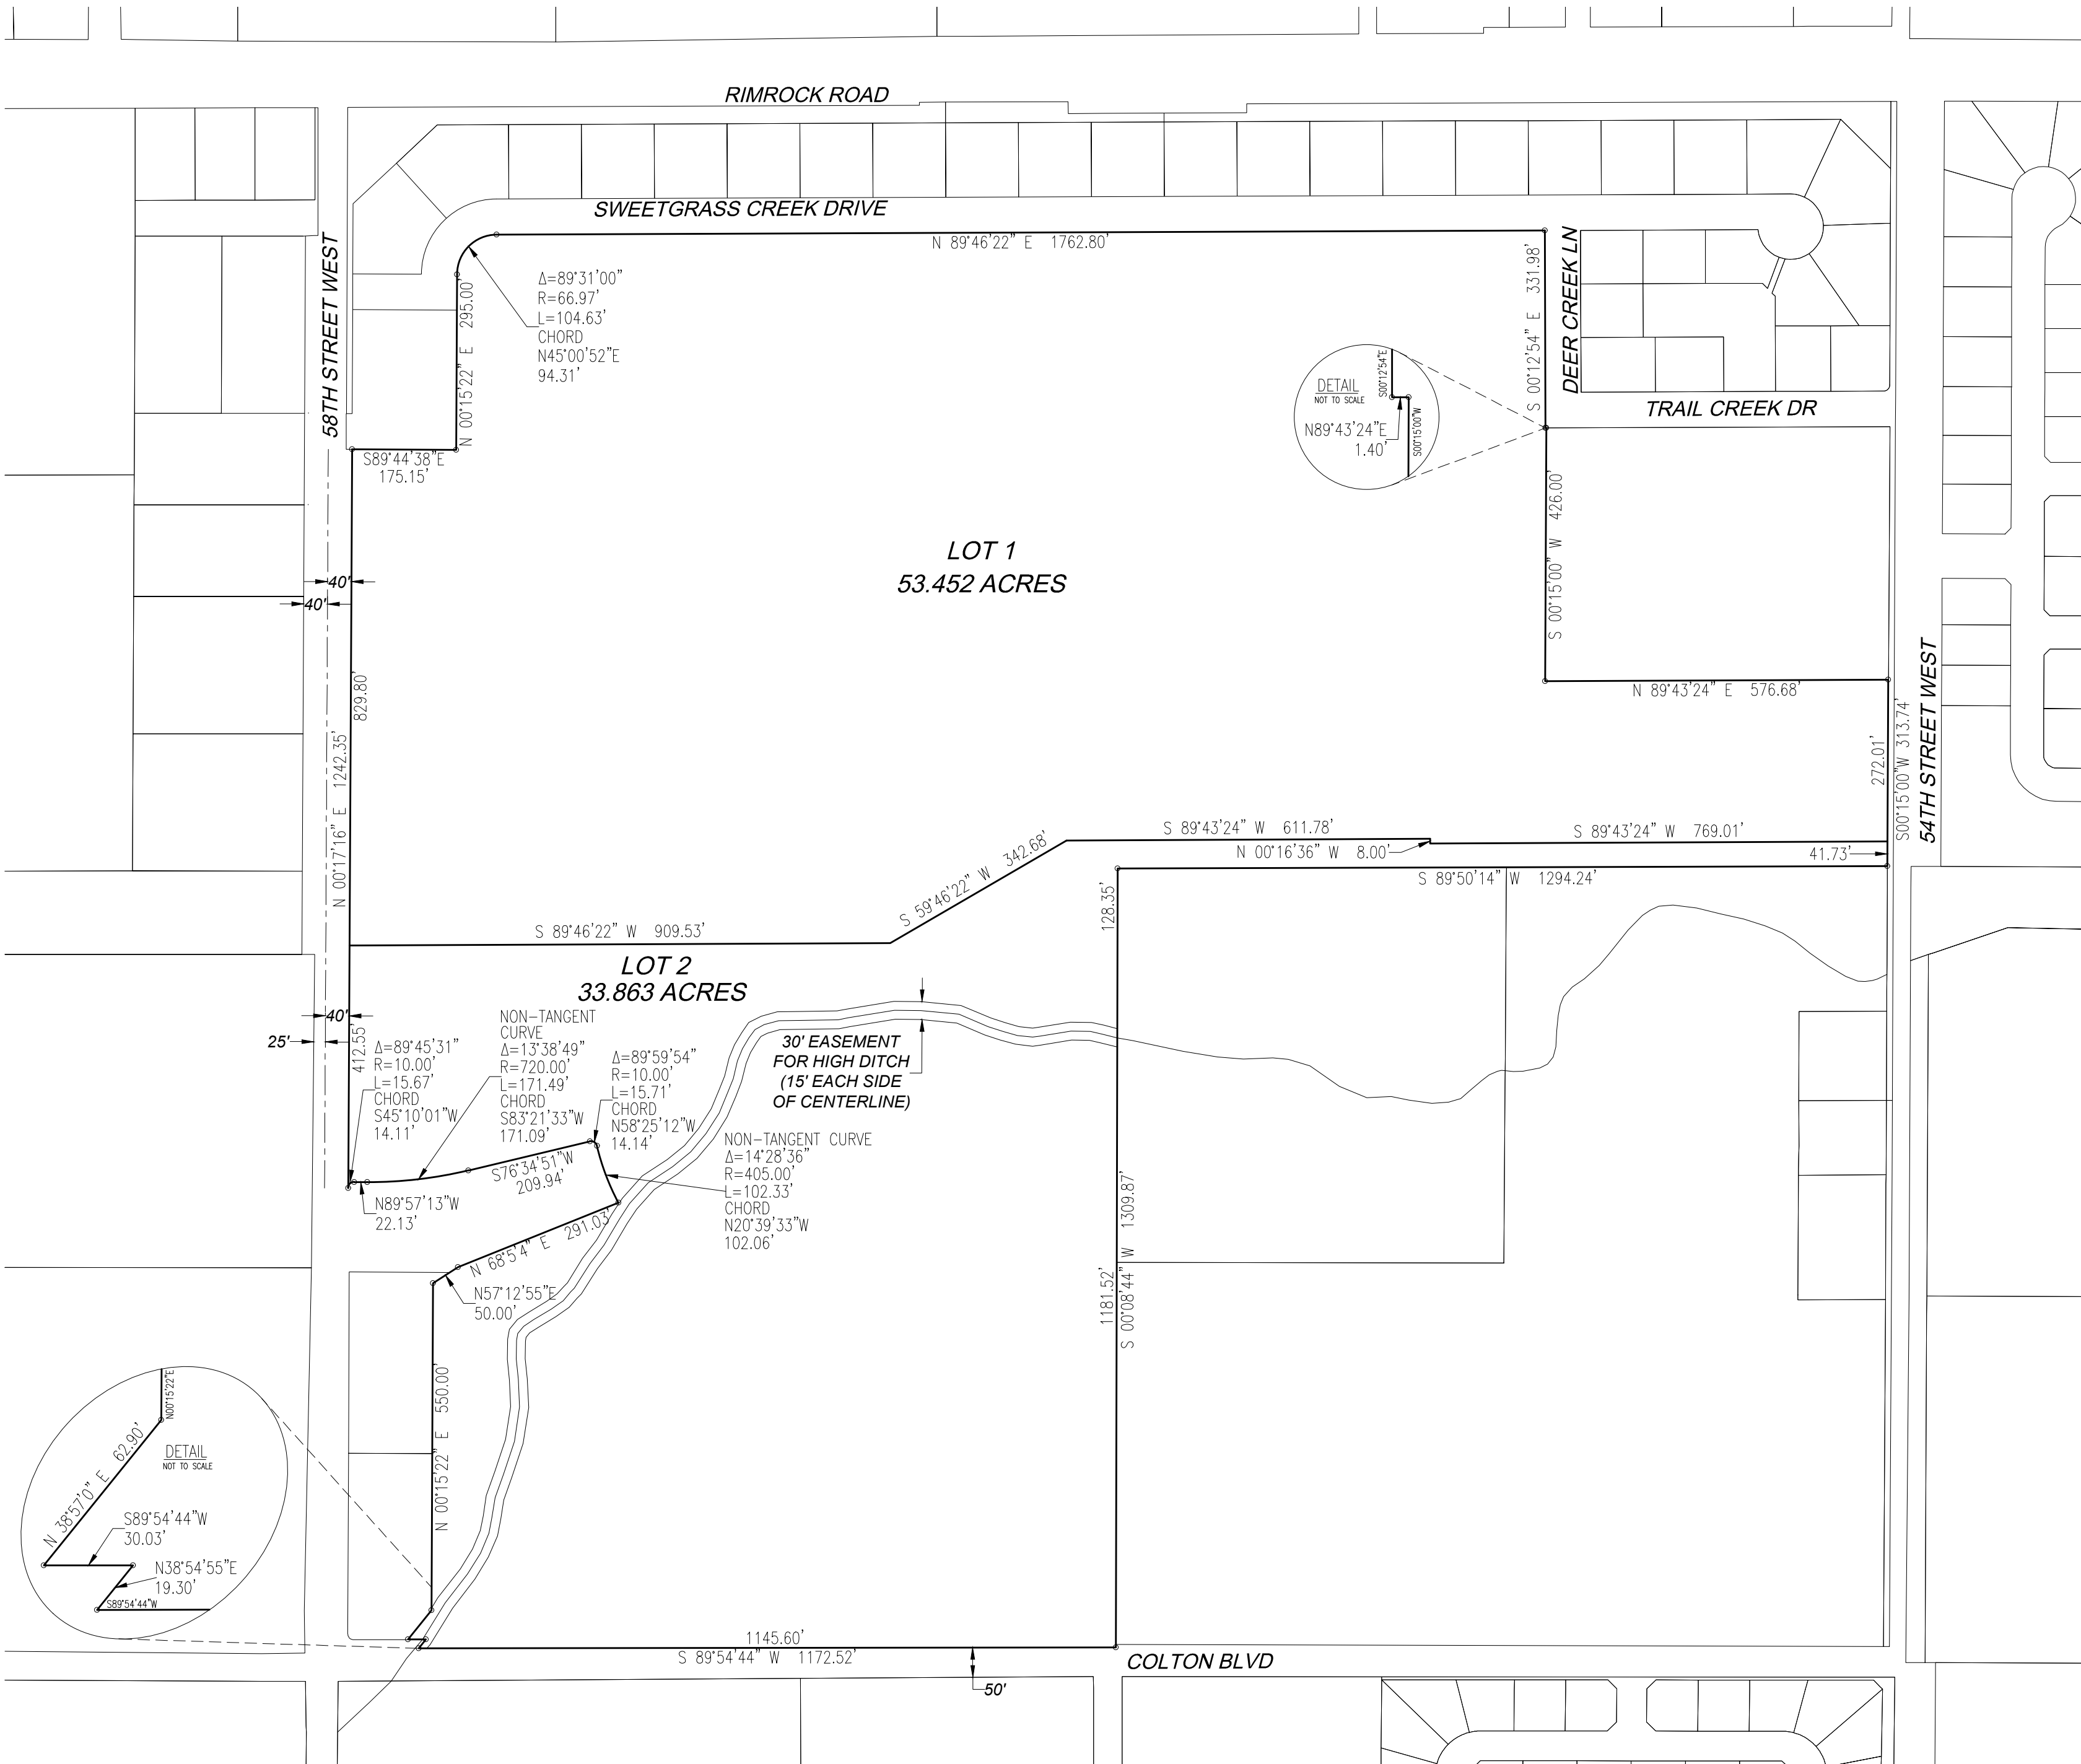 RIMROCK ROAD
SWEETGRASS CREEK DRIVE
N 89°46'22" E 1762.80'
58TH STREET WEST
Δ=89°31'00"
R=66.97'
L=104.63'
CHORD
N45°00'52"E
94.31'
N 00°15'22" E 295.00'
S 00°12'54" E 331.98'
DEER CREEK LN
TRAIL CREEK DR
DETAIL
NOT TO SCALE
S00°12'54"E
N89°43'24"E
1.40'
S00°15'00"W
S89°44'38"E
175.15'
S 00°15'00" W 426.00'
LOT 1
53.452 ACRES
40'
40'
829.80'
N 00°17'16" E 1242.35'
N 89°43'24" E 576.68'
272.01'
S00°15'00"W 313.74'
54TH STREET WEST
S 89°43'24" W 611.78'
S 89°43'24" W 769.01'
N 00°16'36" W 8.00'
41.73'
S 59°46'22" W 342.68'
S 89°50'14" W 1294.24'
128.35'
S 89°46'22" W 909.53'
LOT 2
33.863 ACRES
40'
25'
412.55'
Δ=89°45'31"
R=10.00'
L=15.67'
CHORD
S45°10'01"W
14.11'
NON-TANGENT
CURVE
Δ=13°38'49"
R=720.00'
L=171.49'
CHORD
S83°21'33"W
171.09'
Δ=89°59'54"
R=10.00'
L=15.71'
CHORD
N58°25'12"W
14.14'
30' EASEMENT
FOR HIGH DITCH
(15' EACH SIDE
OF CENTERLINE)
NON-TANGENT CURVE
Δ=14°28'36"
R=405.00'
L=102.33'
CHORD
N20°39'33"W
102.06'
S76°34'51"W
209.94'
N89°57'13"W
22.13'
N 68°5'4" E 291.03'
N57°12'55"E
50.00'
1181.52'
S 00°08'44" W 1309.87'
N 00°15'22" E 550.00'
N00°15'22"E
N 38°57'0" E 62.90'
DETAIL
NOT TO SCALE
S89°54'44"W
30.03'
N38°54'55"E
19.30'
S89°54'44"W
1145.60'
S 89°54'44" W 1172.52'
COLTON BLVD
50'